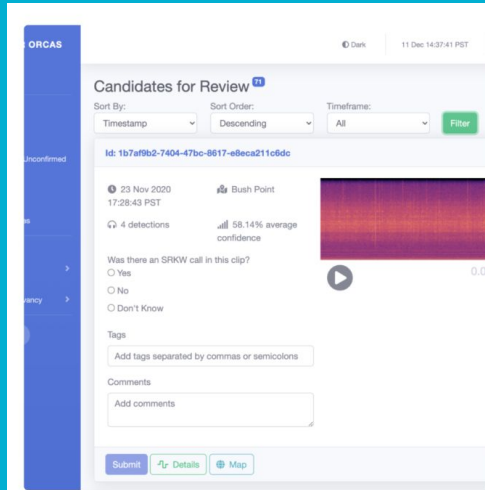 ORCAS
Dark
11 Dec 14:37:41 PST
Candidates for Review 71
Sort By:
Sort Order:
Timeframe:
Timestamp
Descending
All
Filter
Unconfirmed
Id: 1b7af9b2-7404-47bc-8617-e8eca211c6dc
23 Nov 2020
17:28:43 PST
Bush Point
4 detections
58.14% average
confidence
Was there an SRKW call in this clip?
Yes
No
Don't Know
0.0
Tags
Add tags separated by commas or semicolons
Comments
Add comments
Submit
Details
Map